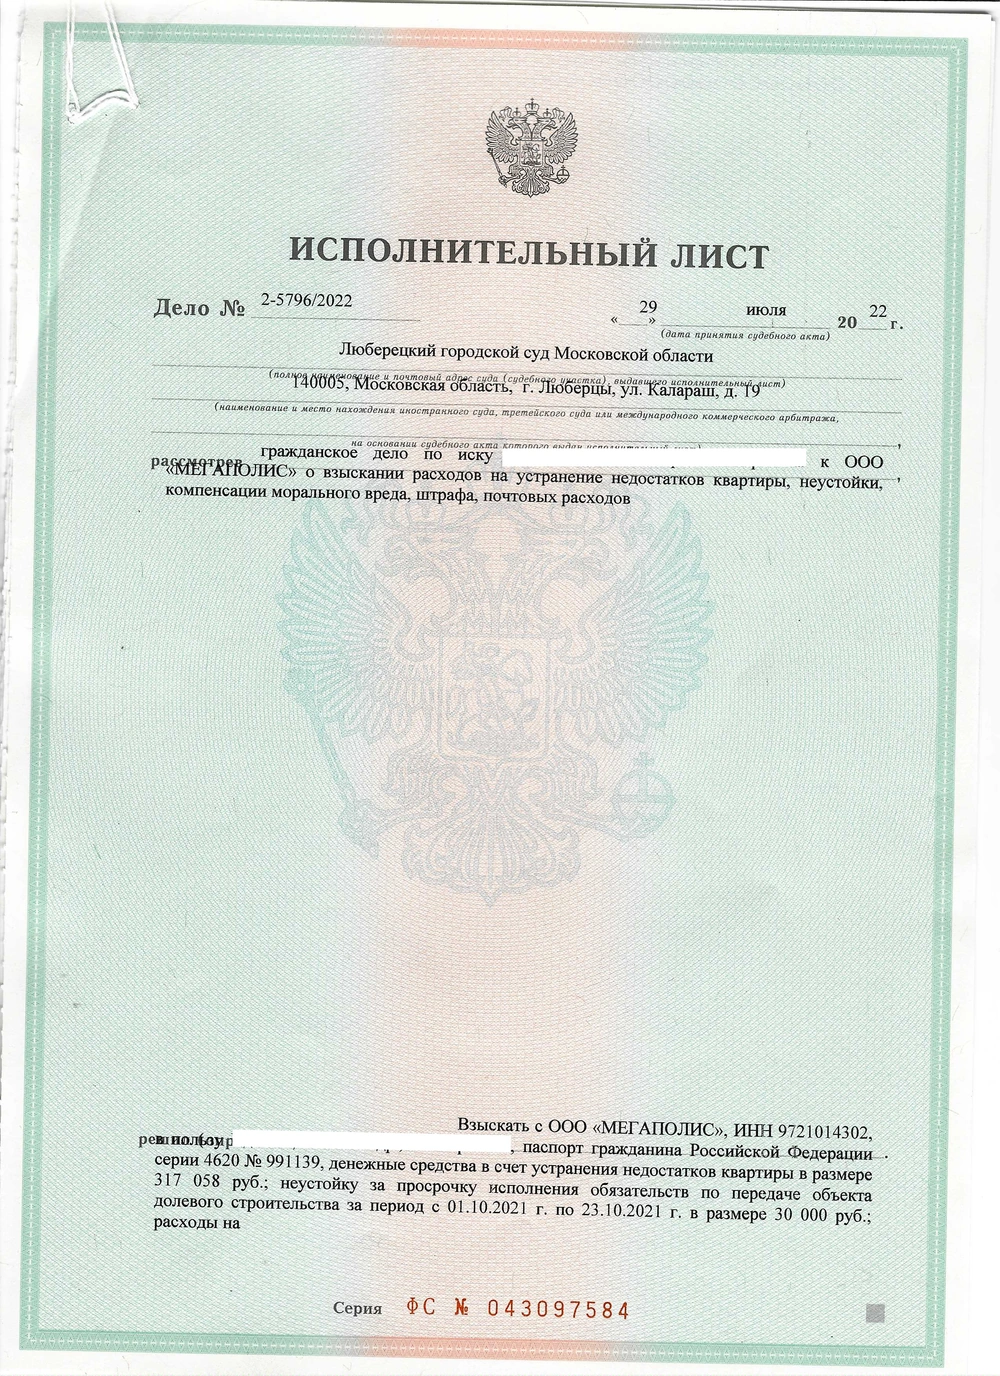 ИСПОЛНИТЕЛЬНЫЙ ЛИСТ
Дело № 2-5796/2022 « 29 » июля 20 22 г.
(дата принятия судебного акта)
Люберецкий городской суд Московской области
(полное наименование и почтовый адрес суда (судебного участка), выдавшего исполнительный лист)
140005, Московская область, г. Люберцы, ул. Калараш, д. 19
(наименование и место нахождения иностранного суда, третейского суда или международного коммерческого арбитража,
на основании судебного акта которого выдан исполнительный лист)
рассмотрев гражданское дело по иску к ООО
«МЕГАПОЛИС» о взыскании расходов на устранение недостатков квартиры, неустойки,
компенсации морального вреда, штрафа, почтовых расходов
Взыскать с ООО «МЕГАПОЛИС», ИНН 9721014302,
в пользу , паспорт гражданина Российской Федерации
серии 4620 № 991139, денежные средства в счет устранения недостатков квартиры в размере
317 058 руб.; неустойку за просрочку исполнения обязательств по передаче объекта
долевого строительства за период с 01.10.2021 г. по 23.10.2021 г. в размере 30 000 руб.;
расходы на
Серия ФС № 043097584